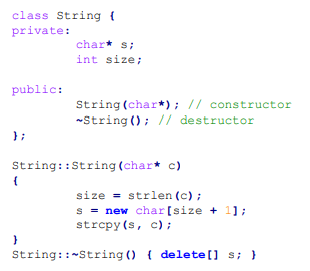 class String {
private:
        char* s;
        int size;

public:
        String(char*); // constructor
        ~String(); // destructor
};

String::String(char* c)
{
        size = strlen(c);
        s = new char[size + 1];
        strcpy(s, c);
}
String::~String() { delete[] s; }